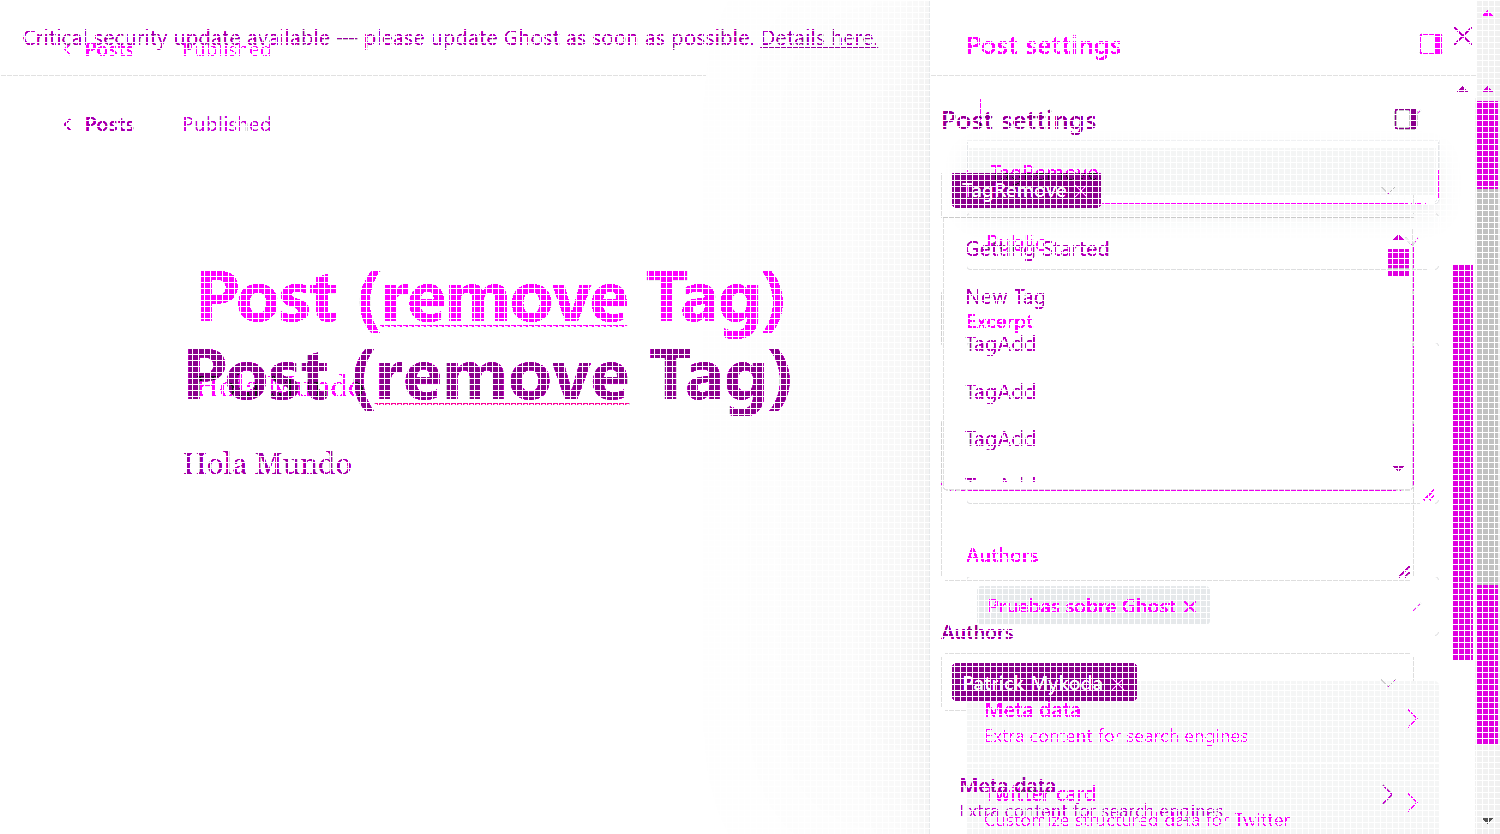 Critical security update available — please update Ghost as soon as possible. Details here.
Posts Published
Post settings
Posts Published
Post settings
TagRemove
TagRemove ×
Public
Getting Started
New Tag
Excerpt
TagAdd
TagAdd
TagAdd
Post (remove Tag)
Post (remove Tag)
Hola Mundo
Hola Mundo
Authors
Pruebas sobre Ghost ×
Authors
Patrick Mykoda ×
Meta data
Extra content for search engines
Meta data
Twitter card
Extra content for search engines
Customize structured data for Twitter